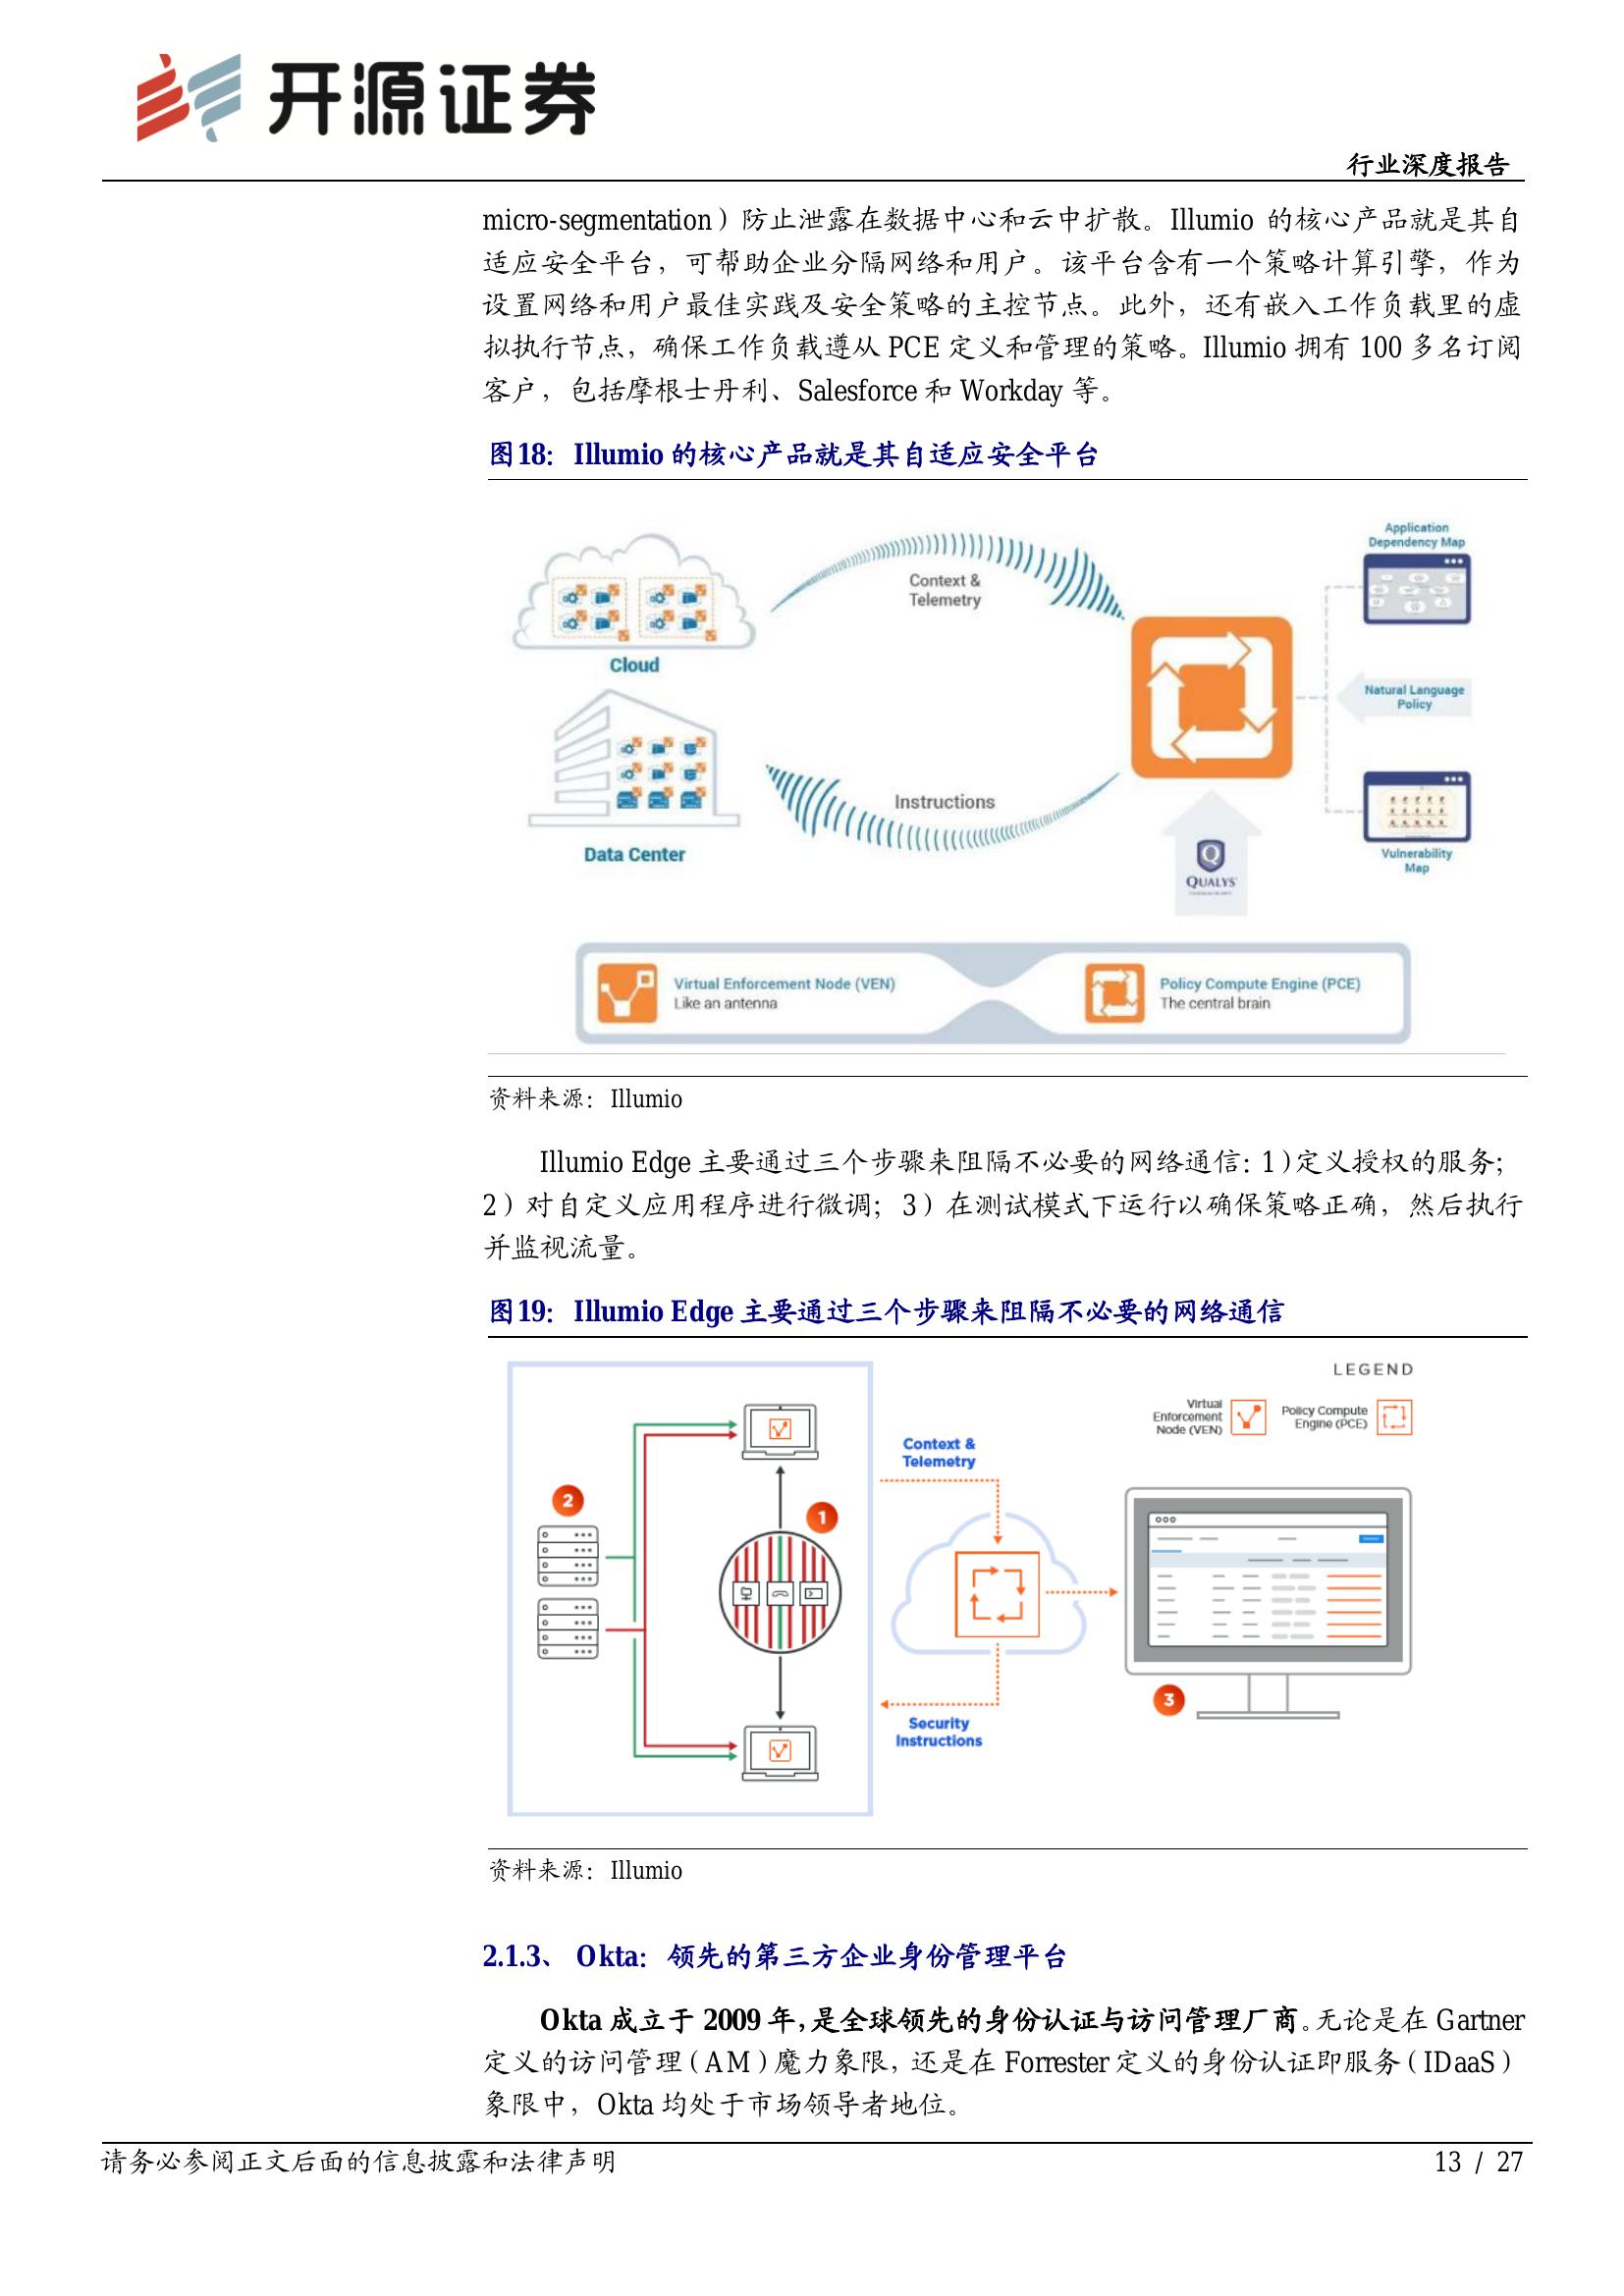 开源证券
行业深度报告
micro-segmentation）防止泄露在数据中心和云中扩散。Illumio 的核心产品就是其自
适应安全平台，可帮助企业分隔网络和用户。该平台含有一个策略计算引擎，作为
设置网络和用户最佳实践及安全策略的主控节点。此外，还有嵌入工作负载里的虚
拟执行节点，确保工作负载遵从 PCE 定义和管理的策略。Illumio 拥有 100 多名订阅
客户，包括摩根士丹利、Salesforce 和 Workday 等。
图18：Illumio 的核心产品就是其自适应安全平台
Application
Dependency Map
Context &
Telemetry
Cloud
Natural Language
Policy
Instructions
Data Center
Vulnerability
Map
QUALYS
Virtual Enforcement Node (VEN)
Like an antenna
Policy Compute Engine (PCE)
The central brain
资料来源：Illumio
Illumio Edge 主要通过三个步骤来阻隔不必要的网络通信：1）定义授权的服务；
2）对自定义应用程序进行微调；3）在测试模式下运行以确保策略正确，然后执行
并监视流量。
图19：Illumio Edge 主要通过三个步骤来阻隔不必要的网络通信
LEGEND
Virtual
Enforcement
Node (VEN)
Policy Compute
Engine (PCE)
Context &
Telemetry
2
1
3
Security
Instructions
资料来源：Illumio
2.1.3、 Okta：领先的第三方企业身份管理平台
Okta 成立于 2009 年，是全球领先的身份认证与访问管理厂商。无论是在 Gartner
定义的访问管理（AM）魔力象限，还是在 Forrester 定义的身份认证即服务（IDaaS）
象限中，Okta 均处于市场领导者地位。
请务必参阅正文后面的信息披露和法律声明
13 / 27